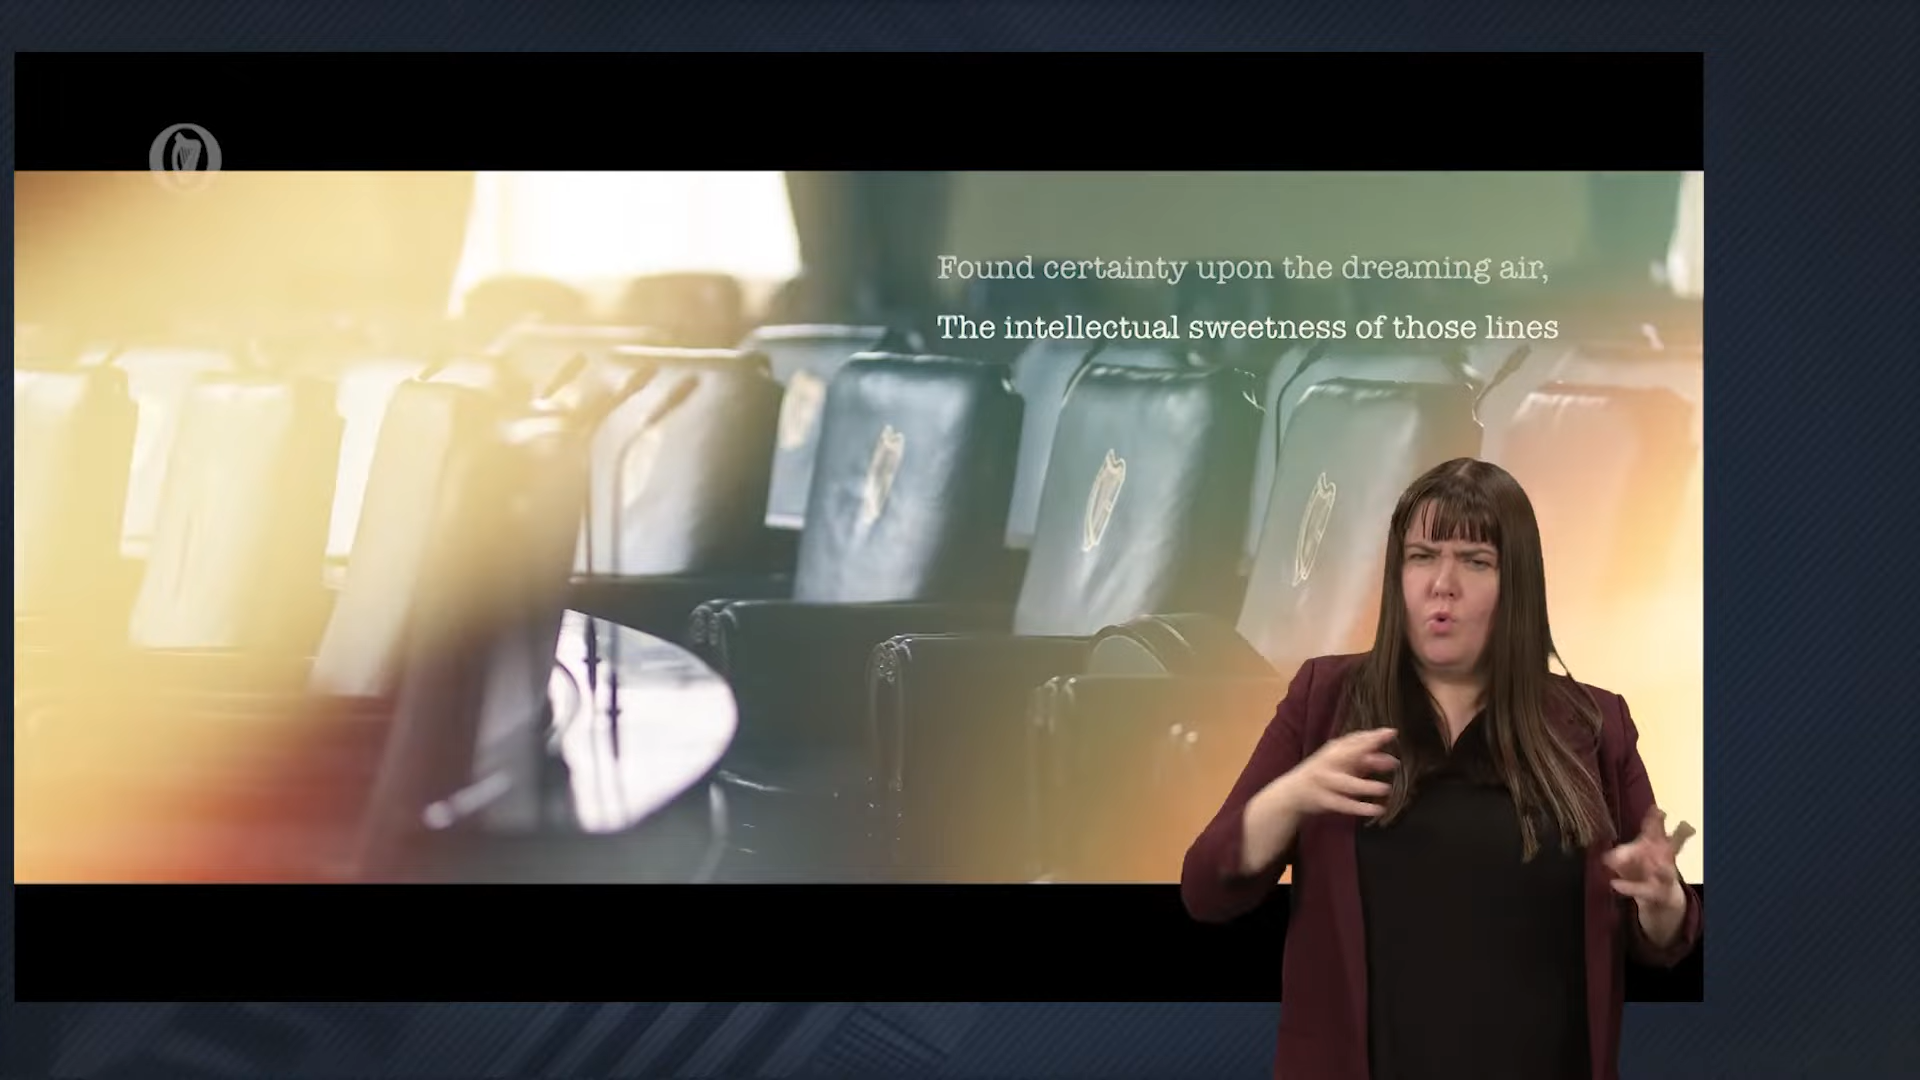 Found certainty upon the dreaming air,
The intellectual sweetness of those lines